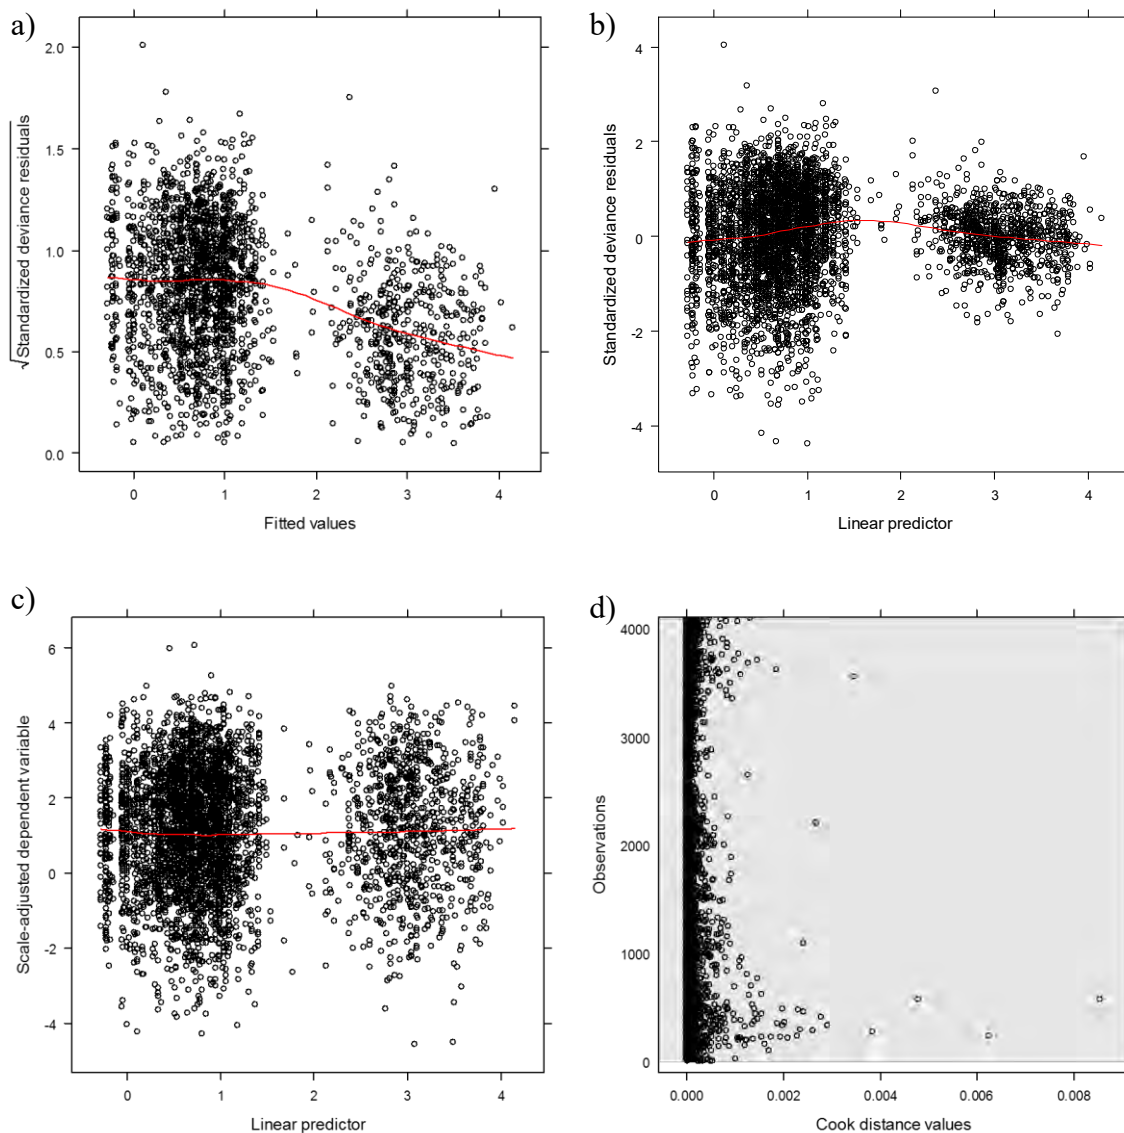 a)
2.0
1.5
1.0
0.5
0.0
√Standardized deviance residuals
0 1 2 3 4
Fitted values
b)
4
2
0
-2
-4
Standardized deviance residuals
0 1 2 3 4
Linear predictor
c)
6
4
2
0
-2
-4
Scale-adjusted dependent variable
0 1 2 3 4
Linear predictor
d)
4000
3000
2000
1000
0
Observations
0.000 0.002 0.004 0.006 0.008
Cook distance values